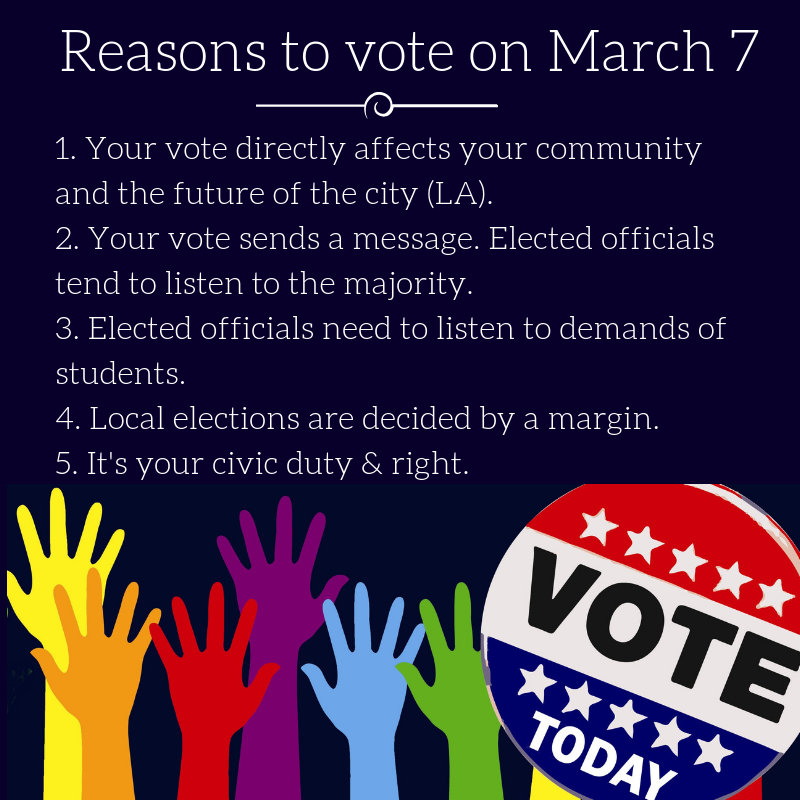 Reasons to vote on March 7
1. Your vote directly affects your community
and the future of the city (LA).
2. Your vote sends a message. Elected officials
tend to listen to the majority.
3. Elected officials need to listen to demands of
students.
4. Local elections are decided by a margin.
5. It's your civic duty & right.
VOTE
TODAY